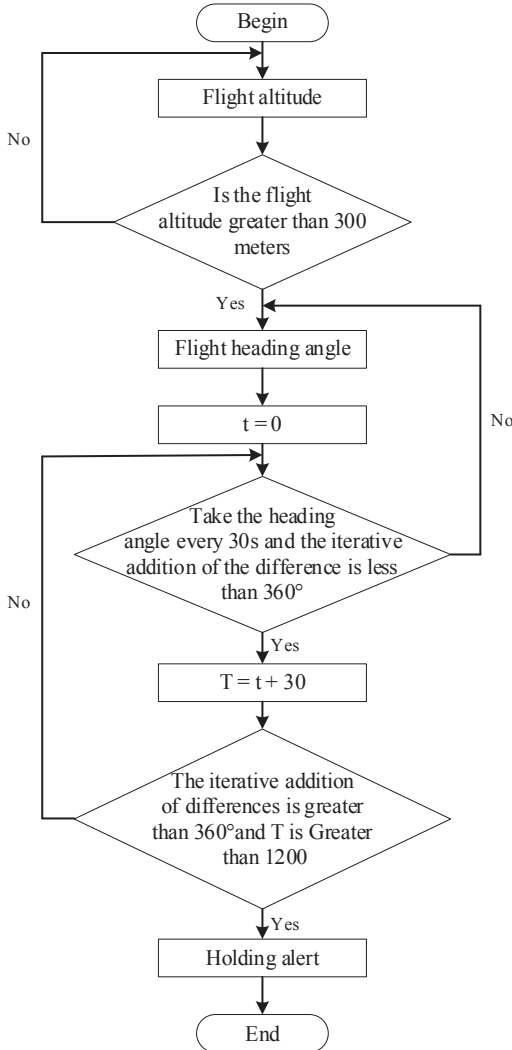 Begin
Flight altitude
No
Is the flight
altitude greater than 300
meters
Yes
Flight heading angle
No
t = 0
Take the heading
angle every 30s and the iterative
addition of the difference is less
than 360°
No
Yes
T = t + 30
The iterative addition
of differences is greater
than 360°and T is Greater
than 1200
Yes
Holding alert
End